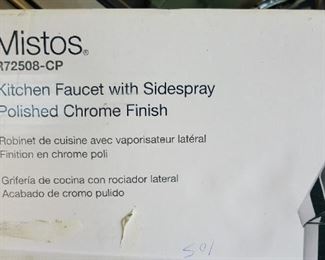 Mistos®
R72508-CP
Kitchen Faucet with Sidespray
Polished Chrome Finish
Robinet de cuisine avec vaporisateur latéral
Finition en chrome poli
Grifería de cocina con rociador lateral
Acabado de cromo pulido